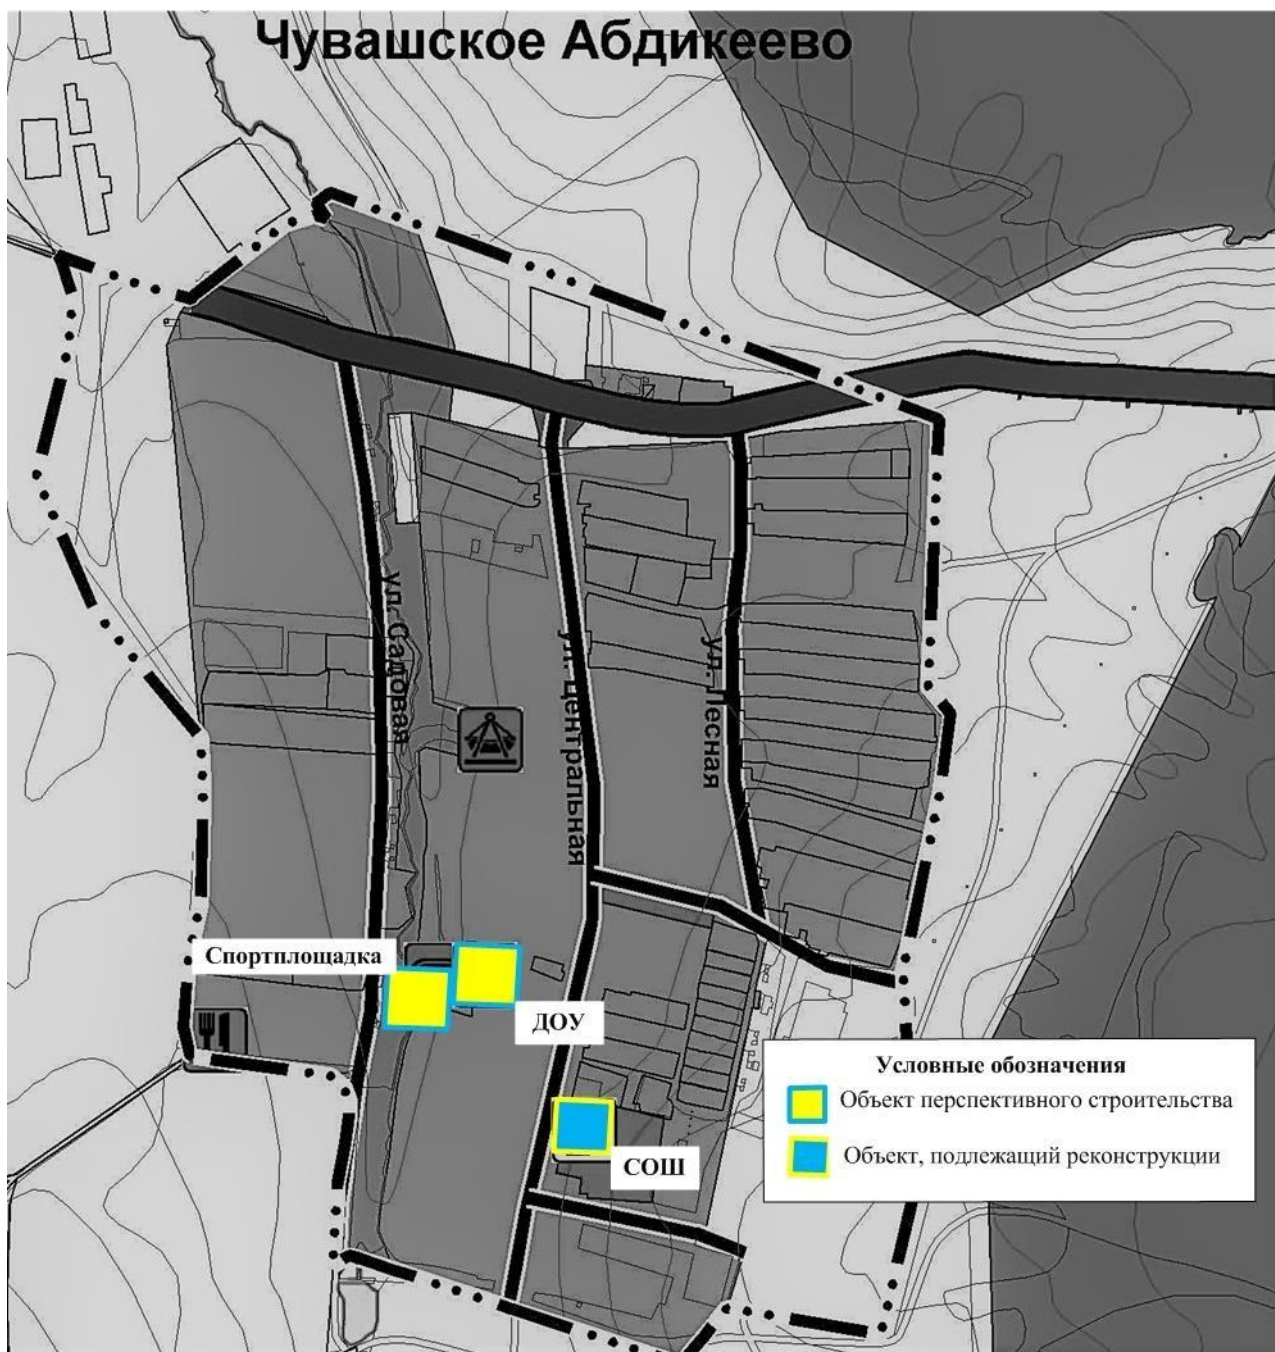 Чувашское Абдикеево
ул. Садовая
ул. Центральная
ул. Лесная
Спортплощадка
ДОУ
СОШ
Условные обозначения
Объект перспективного строительства
Объект, подлежащий реконструкции